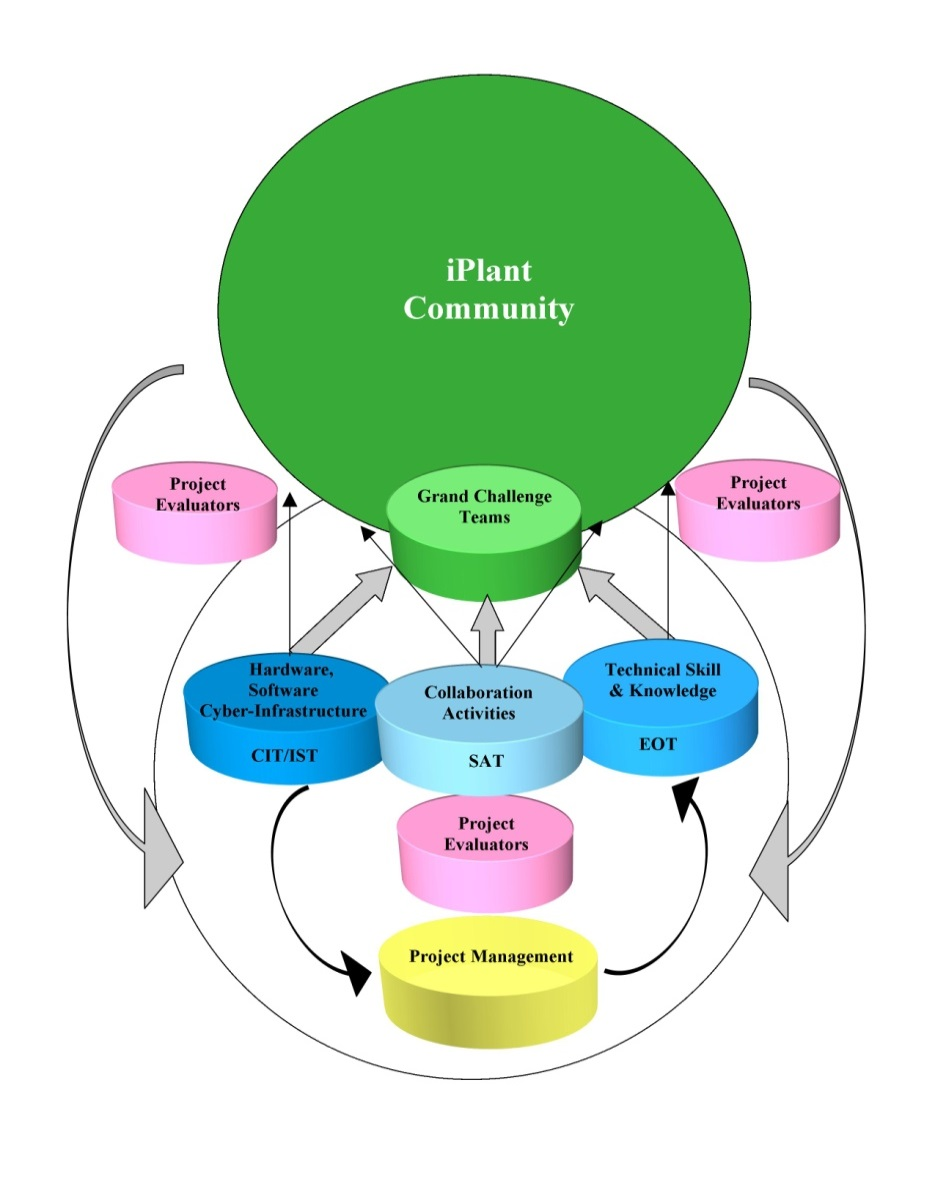 iPlant
Community
Project
Evaluators
Grand Challenge
Teams
Project
Evaluators
Hardware,
Software
Cyber-Infrastructure
CIT/IST
Collaboration
Activities
SAT
Technical Skill
& Knowledge
EOT
Project
Evaluators
Project Management